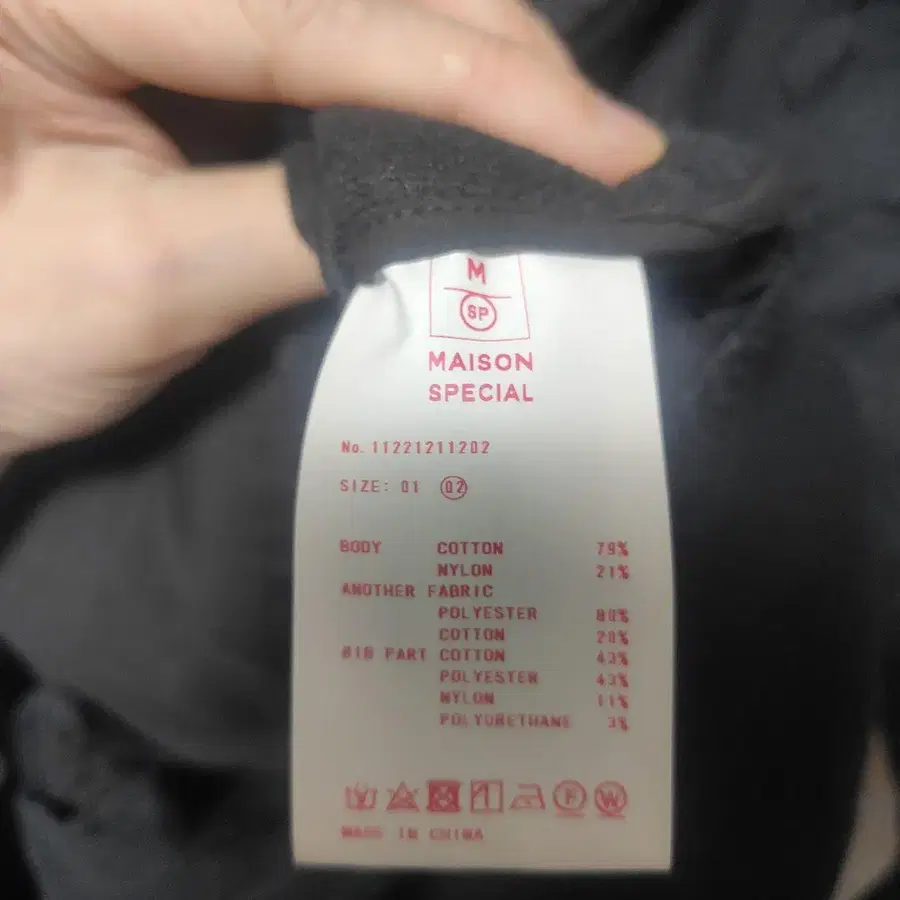 M
SP
MAISON
SPECIAL
No. 11221211202
SIZE: 01 02
BODY COTTON 79%
NYLON 21%
ANOTHER FABRIC
POLYESTER 80%
COTTON 20%
BIB PART COTTON 43%
POLYESTER 43%
NYLON 11%
POLYURETHANE 3%
F W
MADE IN CHINA